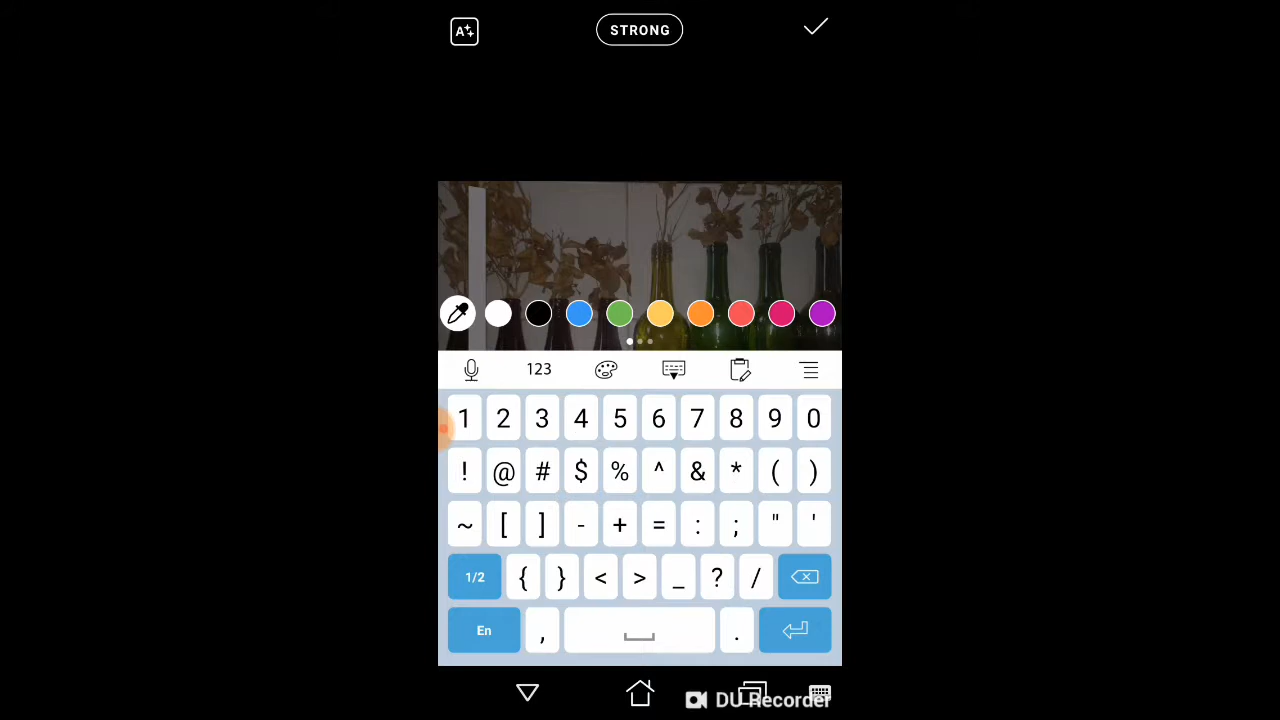 A STRONG
123
1 2 3 4 5 6 7 8 9 0
! @ # $ % ^ & * ( )
~ [ ] - + = : ; " '
1/2 { } < > _ ? /
En , .
DU Recorder